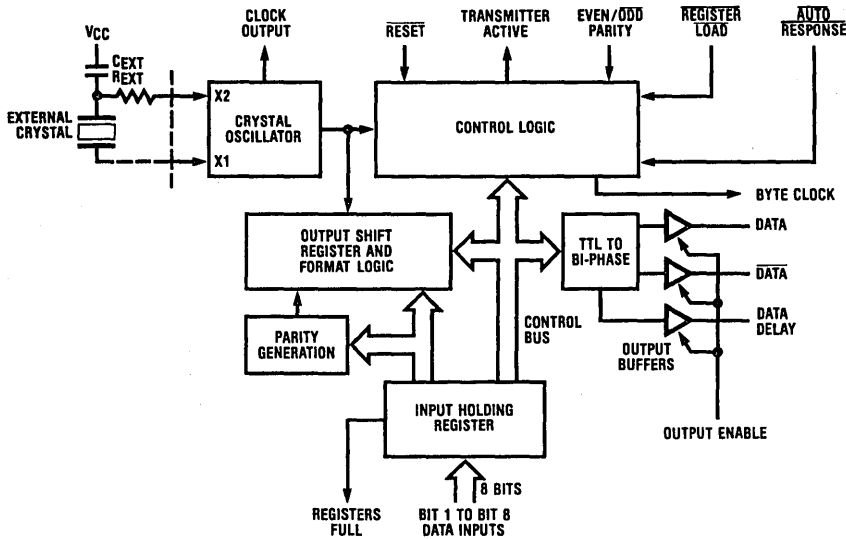 VCC
CEXT
REXT
EXTERNAL
CRYSTAL
CLOCK
OUTPUT
RESET
TRANSMITTER
ACTIVE
EVEN/ODD
PARITY
REGISTER
LOAD
AUTO
RESPONSE
X2
CRYSTAL
OSCILLATOR
X1
CONTROL LOGIC
BYTE CLOCK
OUTPUT SHIFT
REGISTER AND
FORMAT LOGIC
TTL TO
BI-PHASE
DATA
DATA
DATA
DELAY
PARITY
GENERATION
CONTROL
BUS
OUTPUT
BUFFERS
INPUT HOLDING
REGISTER
OUTPUT ENABLE
8 BITS
REGISTERS
FULL
BIT 1 TO BIT 8
DATA INPUTS